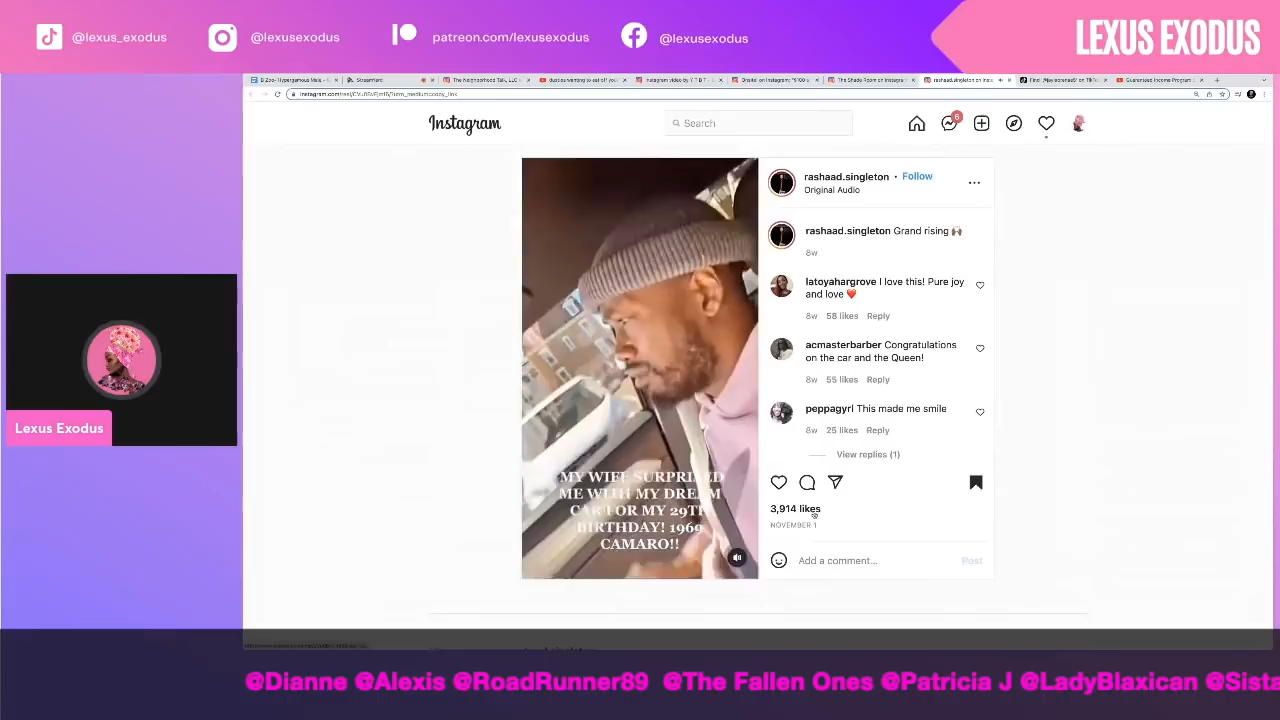 @lexus_exodus
@lexusexodus
patreon.com/lexusexodus
@lexusexodus
LEXUS EXODUS
Instagram
Search
6
rashaad.singleton • Follow
Original Audio
rashaad.singleton Grand rising
8w
latoyahargrove I love this! Pure joy
and love
8w 58 likes Reply
acmasterbarber Congratulations
on the car and the Queen!
8w 55 likes Reply
peppagyrl This made me smile
8w 25 likes Reply
View replies (1)
3,914 likes
NOVEMBER 1
Add a comment... Post
MY WIFE SURPRISED
ME WITH MY DREAM
CAR FOR MY 29TH
BIRTHDAY! 1969
CAMARO!!
Lexus Exodus
@Dianne @Alexis @RoadRunner89 @The Fallen Ones @Patricia J @LadyBlaxican @Sista